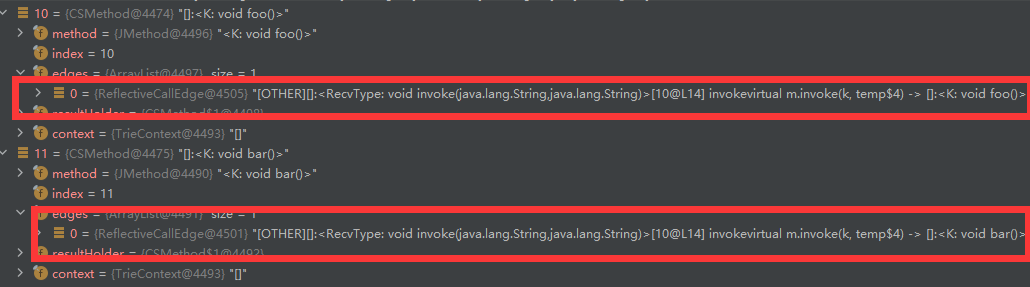 10 = {CSMethod@4474} "[]:<K: void foo()>"
method = {JMethod@4496} "<K: void foo()>"
index = 10
edges = {ArrayList@4497} size = 1
0 = {ReflectiveCallEdge@4505} "[OTHER][]:<RecvType: void invoke(java.lang.String,java.lang.String)>[10@L14] invokevirtual m.invoke(k, temp$4) -> []:<K: void foo()>
resultHolder = {CSMethod$1@4498}
context = {TrieContext@4493} "[]"
11 = {CSMethod@4475} "[]:<K: void bar()>"
method = {JMethod@4490} "<K: void bar()>"
index = 11
edges = {ArrayList@4491} size = 1
0 = {ReflectiveCallEdge@4501} "[OTHER][]:<RecvType: void invoke(java.lang.String,java.lang.String)>[10@L14] invokevirtual m.invoke(k, temp$4) -> []:<K: void bar()>
resultHolder = {CSMethod$1@4492}
context = {TrieContext@4493} "[]"